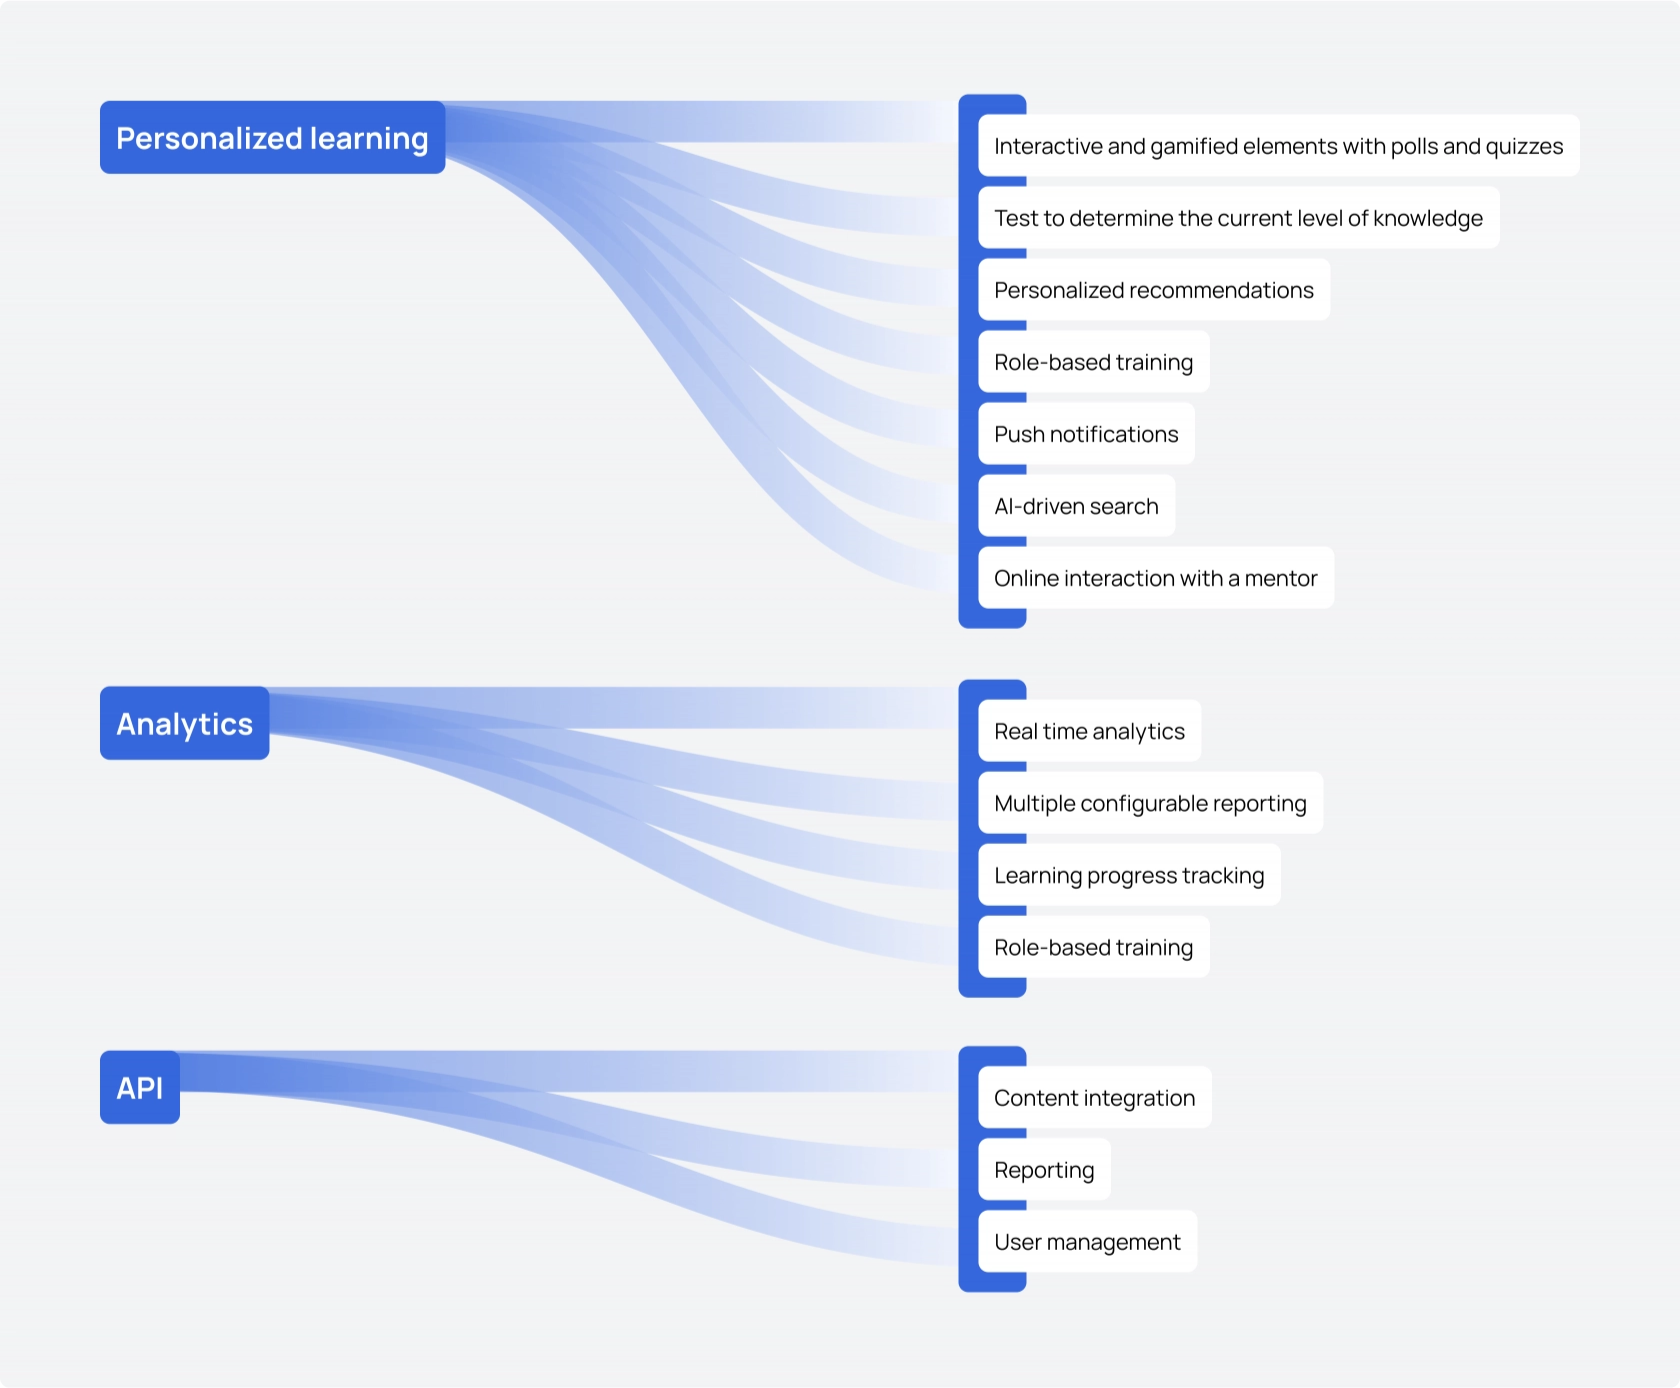 Personalized learning
Interactive and gamified elements with polls and quizzes
Test to determine the current level of knowledge
Personalized recommendations
Role-based training
Push notifications
AI-driven search
Online interaction with a mentor
Analytics
Real time analytics
Multiple configurable reporting
Learning progress tracking
Role-based training
API
Content integration
Reporting
User management